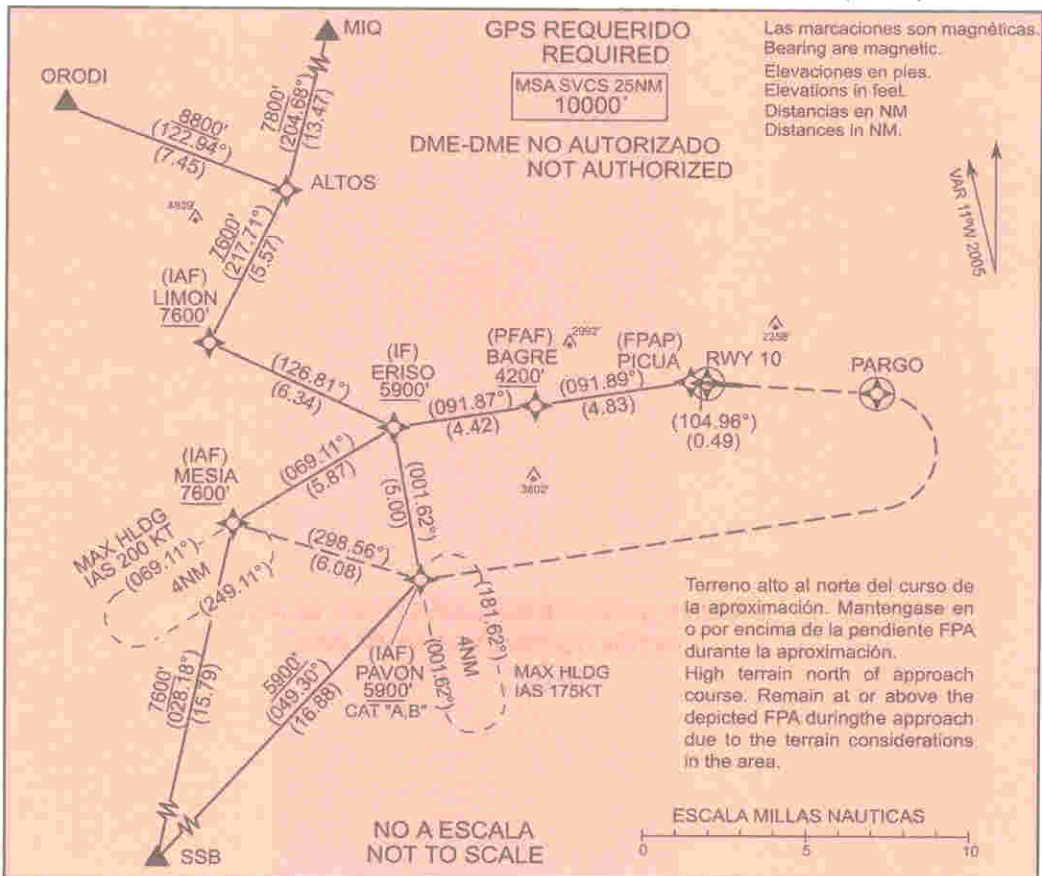 MIQ
GPS REQUERIDO
REQUIRED
MSA SVCS 25NM
10000'
DME-DME NO AUTORIZADO
NOT AUTHORIZED
Las marcaciones son magnéticas.
Bearing are magnetic.
Elevaciones en pies.
Elevations in feet.
Distancias en NM
Distances in NM.
VAR 11°W 2005
ORODI
8800'
(122.94°)
(7.45)
7800'
(204.68°)
(13.47)
ALTOS
7600'
(217.71°)
(5.57)
(IAF)
LIMON
7600'
(126.81°)
(6.34)
(IF)
ERISO
5900'
(091.87°)
(4.42)
(PFAF)
BAGRE
4200'
2992'
(091.89°)
(4.83)
(FPAP)
PICUA
RWY 10
2358'
(104.96°)
(0.49)
PARGO
3802'
(IAF)
MESIA
7600'
(069.11°)
(5.87)
(001.62°)
(5.00)
(298.56°)
(6.08)
MAX HLDG
IAS 200 KT
(069.11°)
4NM
(249.11°)
(181.62°)
4NM
(001.62°)
MAX HLDG
IAS 175KT
(IAF)
PAVON
5900'
CAT "A,B"
7600'
(028.18°)
(15.79)
5900'
(049.30°)
(16.88)
SSB
Terreno alto al norte del curso de
la aproximación. Mantengase en
o por encima de la pendiente FPA
durante la aproximación.
High terrain north of approach
course. Remain at or above the
depicted FPA duringthe approach
due to the terrain considerations
in the area.
NO A ESCALA
NOT TO SCALE
ESCALA MILLAS NAUTICAS
0 5 10